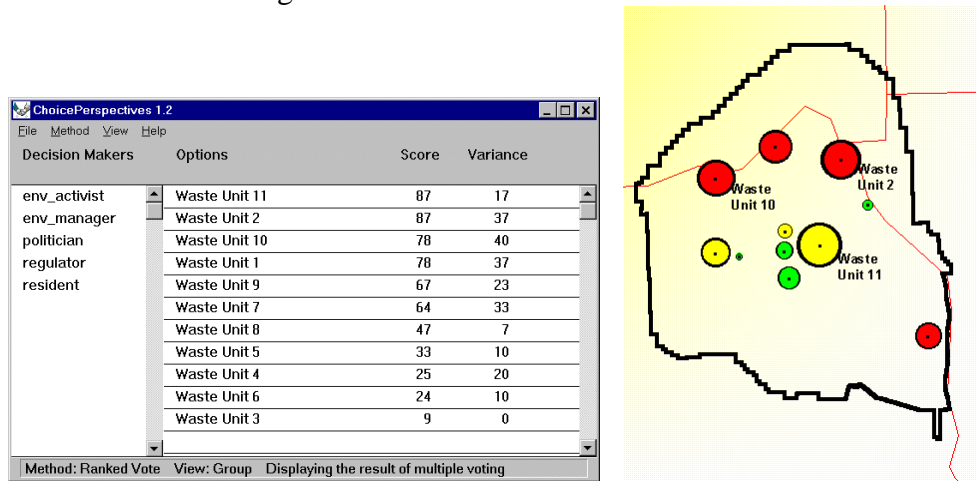 ChoicePerspectives 1.2
File Method View Help
Decision Makers Options Score Variance
env_activist Waste Unit 11 87 17
env_manager Waste Unit 2 87 37
politician Waste Unit 10 78 40
regulator Waste Unit 1 78 37
resident Waste Unit 9 67 23
Waste Unit 7 64 33
Waste Unit 8 47 7
Waste Unit 5 33 10
Waste Unit 4 25 20
Waste Unit 6 24 10
Waste Unit 3 9 0
Method: Ranked Vote View: Group Displaying the result of multiple voting
Waste
Unit 2
Waste
Unit 10
Waste
Unit 11